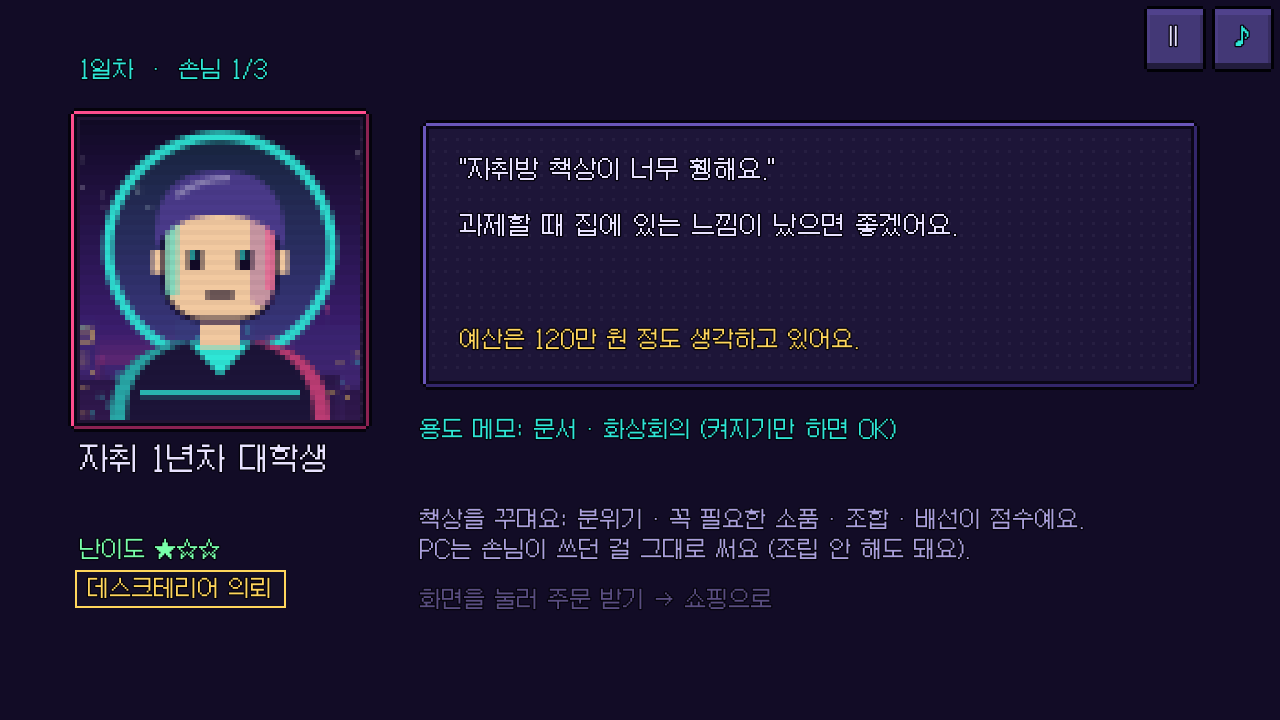 1일차 · 손님 1/3
"자취방 책상이 너무 휑해요."
과제할 때 집에 있는 느낌이 났으면 좋겠어요.
예산은 120만 원 정도 생각하고 있어요.
용도 메모: 문서 · 화상회의 (켜지기만 하면 OK)
자취 1년차 대학생
책상을 꾸며요: 분위기 · 꼭 필요한 소품 · 조합 · 배선이 점수예요.
PC는 손님이 쓰던 걸 그대로 써요 (조립 안 해도 돼요).
난이도 ★☆☆
데스크테리어 의뢰
화면을 눌러 주문 받기 → 쇼핑으로